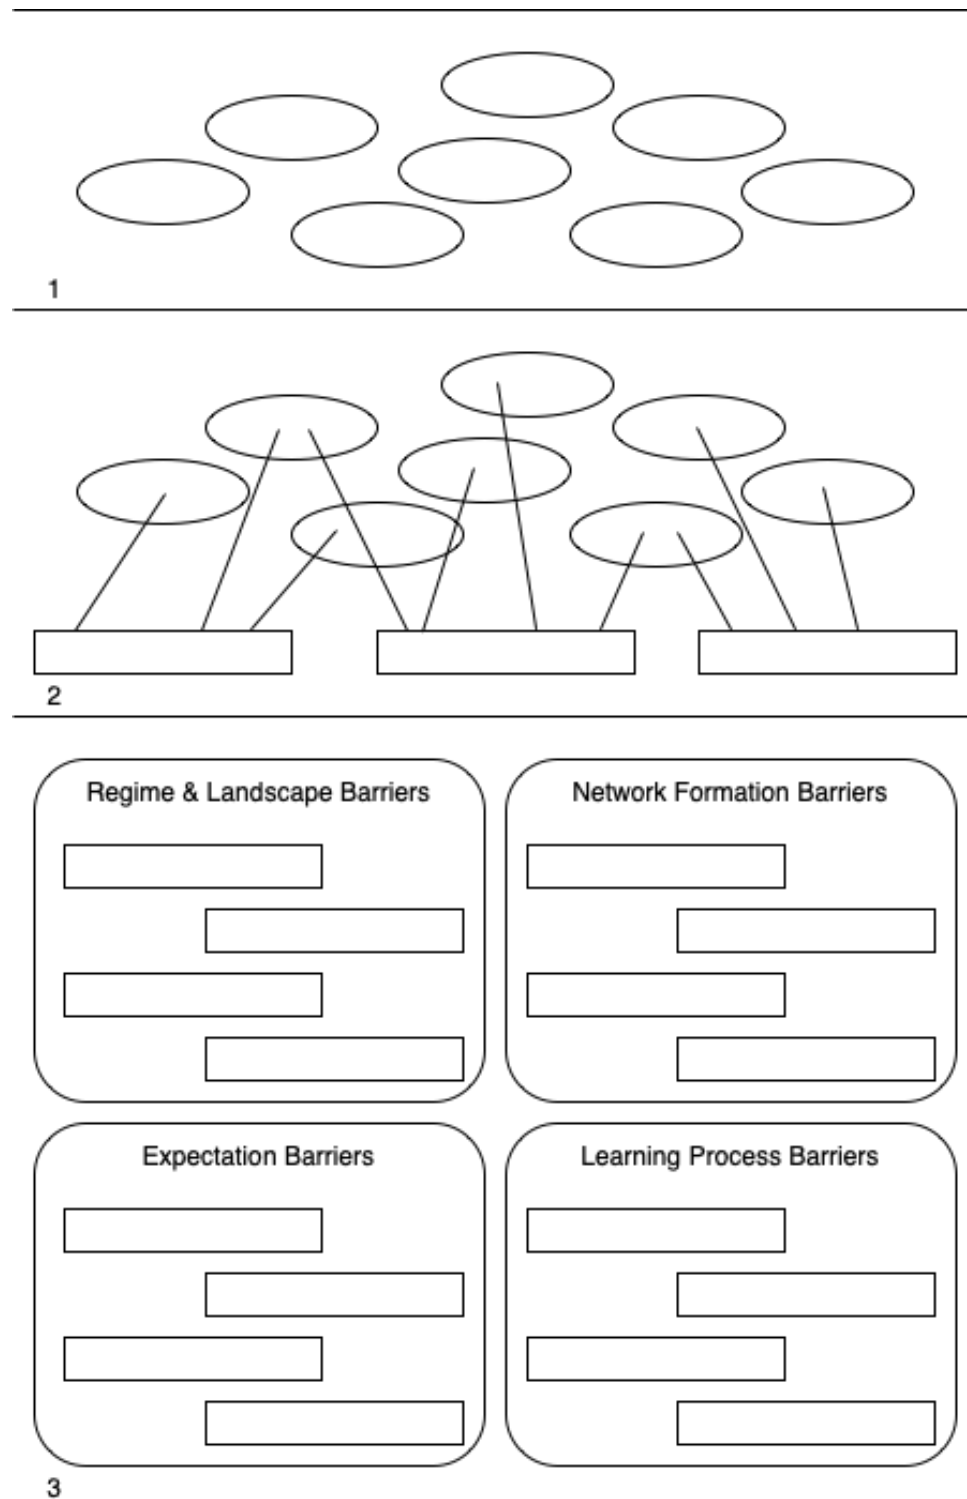 1
2
Regime & Landscape Barriers
Network Formation Barriers
Expectation Barriers
Learning Process Barriers
3